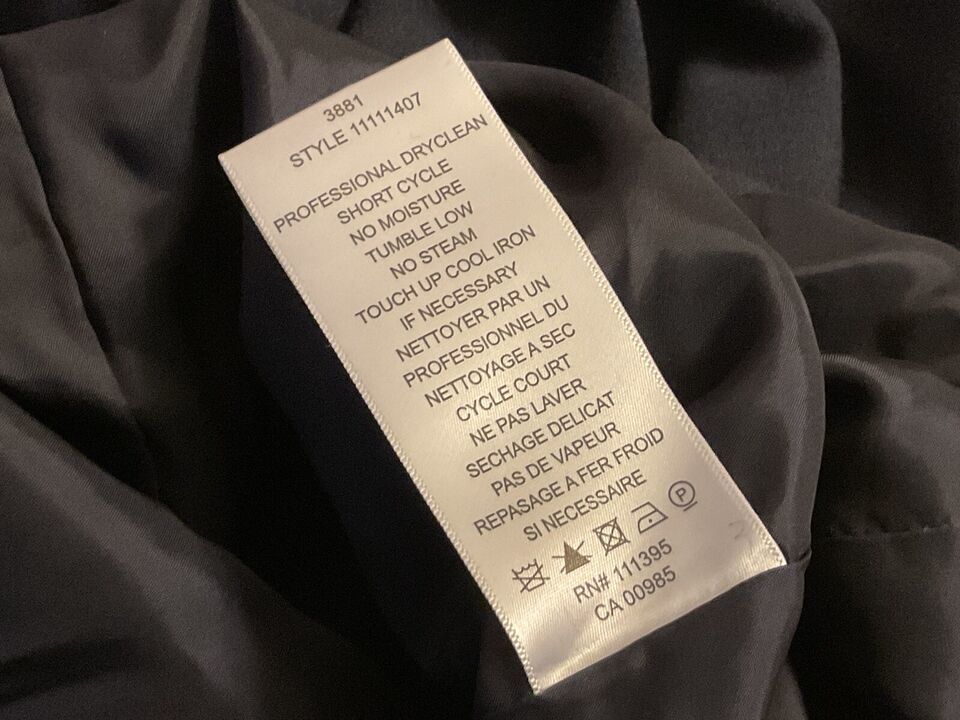 3881
STYLE 11111407
PROFESSIONAL DRYCLEAN
SHORT CYCLE
NO MOISTURE
TUMBLE LOW
NO STEAM
TOUCH UP COOL IRON
IF NECESSARY
NETTOYER PAR UN
PROFESSIONNEL DU
NETTOYAGE A SEC
CYCLE COURT
NE PAS LAVER
SECHAGE DELICAT
PAS DE VAPEUR
REPASAGE A FER FROID
SI NECESSAIRE
P
RN# 111395
CA 00985